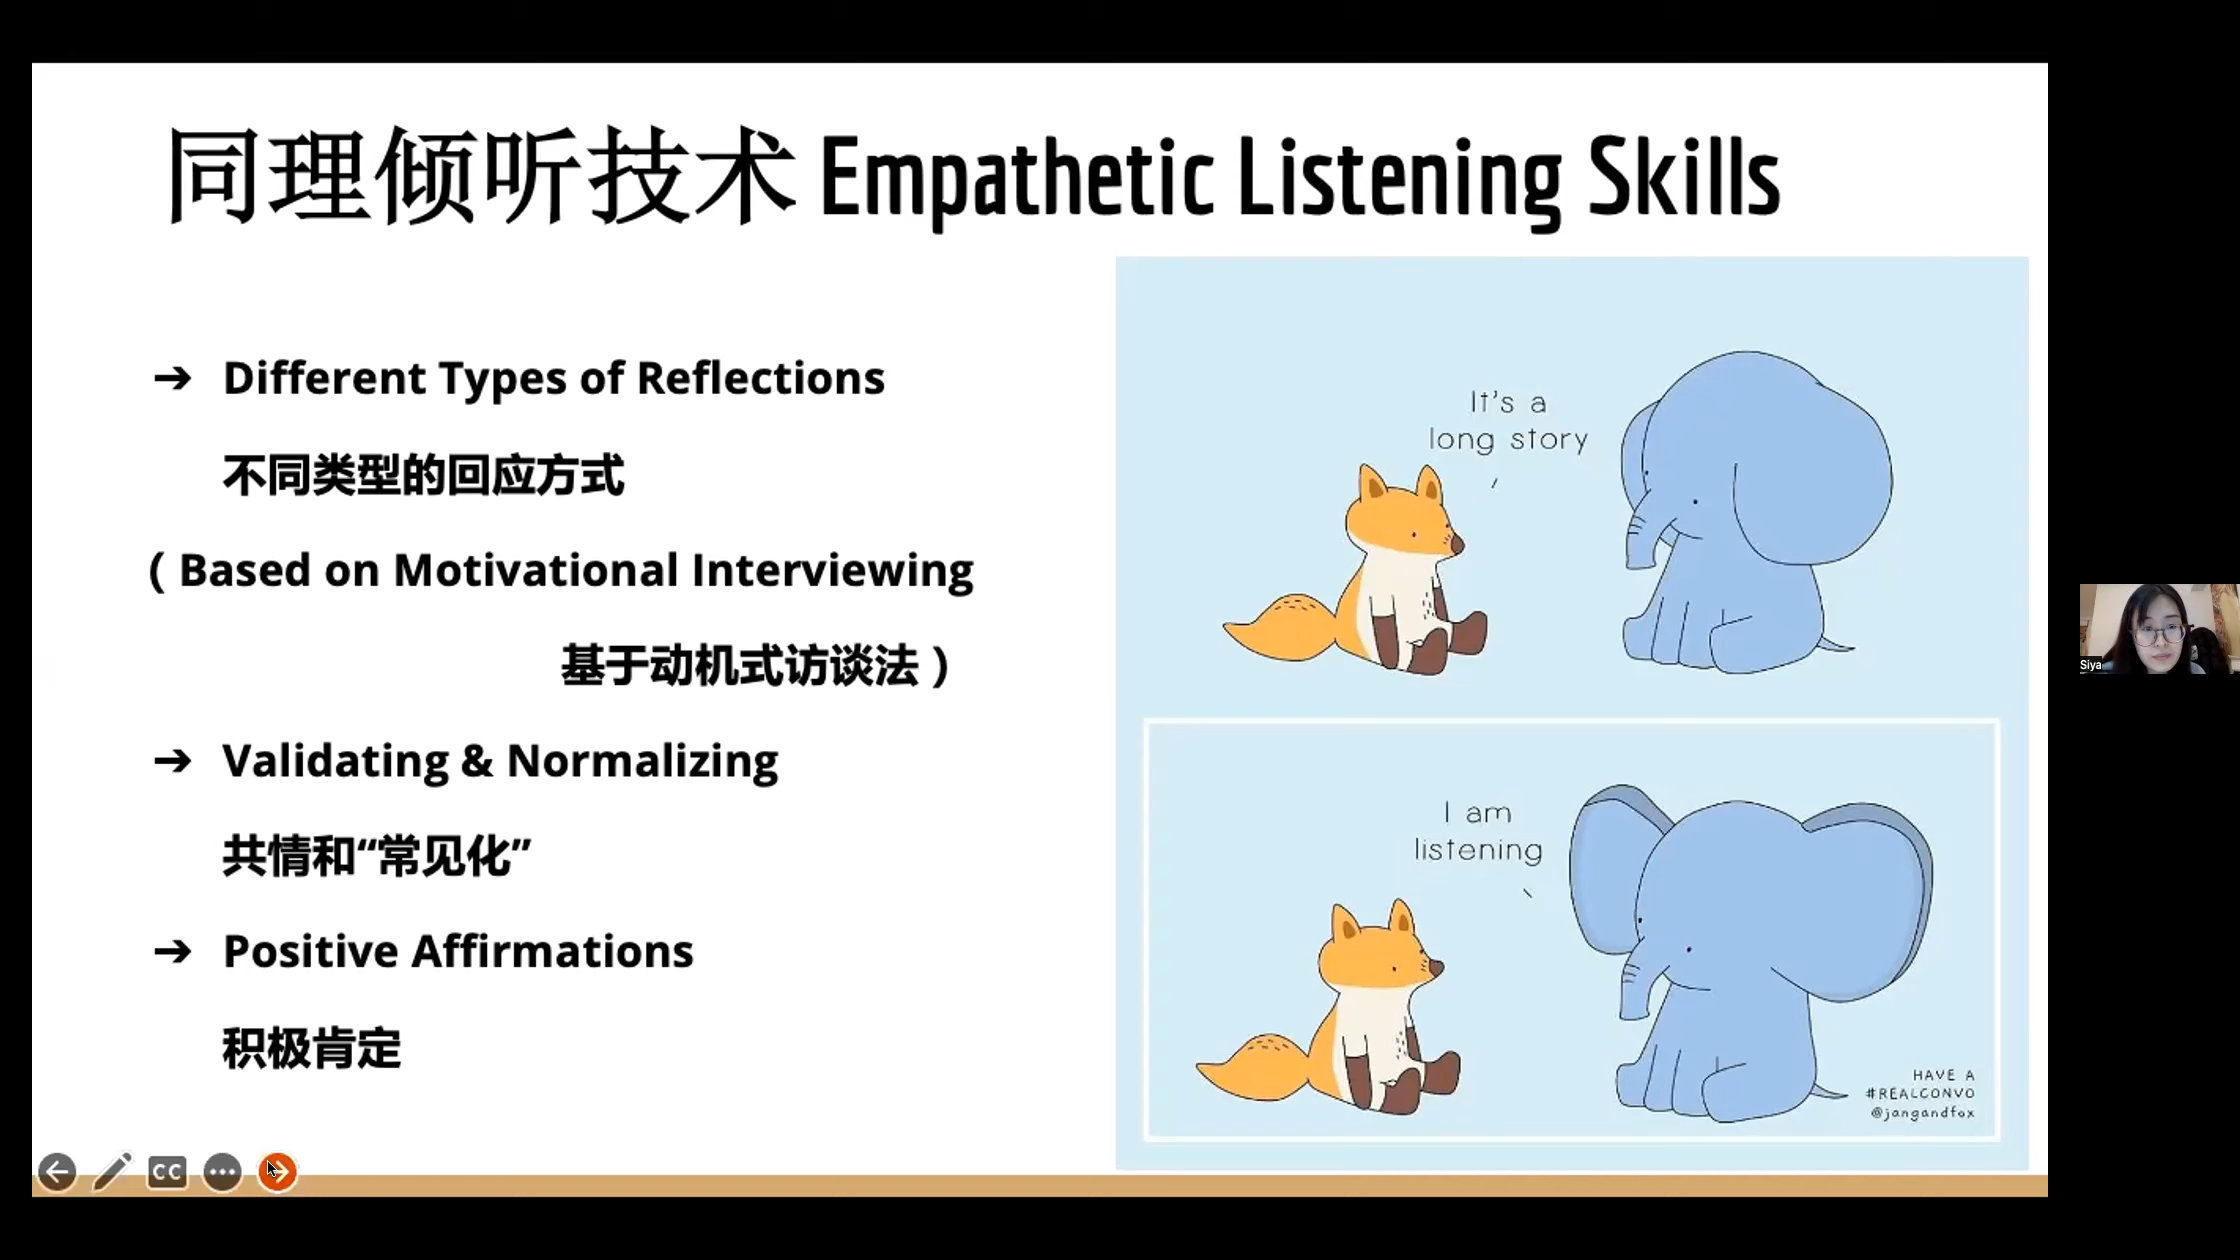 同理倾听技术 Empathetic Listening Skills
➔ Different Types of Reflections
不同类型的回应方式
( Based on Motivational Interviewing
基于动机式访谈法 )
➔ Validating & Normalizing
共情和“常见化”
➔ Positive Affirmations
积极肯定
It's a
long story
I am
listening
HAVE A
#REALCONVO
@jangandfox
CC
Siya